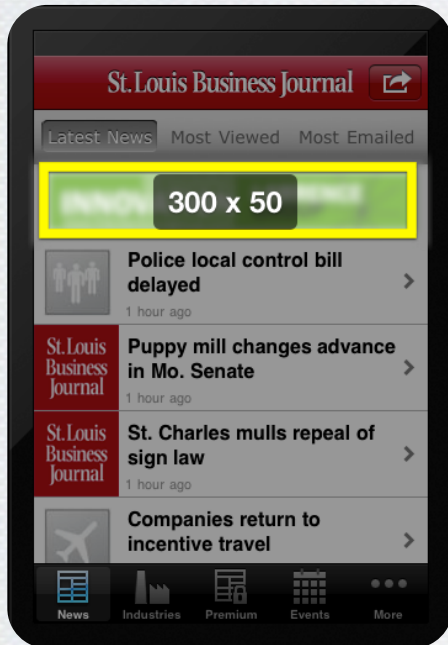 St. Louis Business Journal
Latest News Most Viewed Most Emailed
300 x 50
Police local control bill
delayed
1 hour ago
St. Louis
Business
Journal
Puppy mill changes advance
in Mo. Senate
1 hour ago
St. Louis
Business
Journal
St. Charles mulls repeal of
sign law
1 hour ago
Companies return to
incentive travel
News Industries Premium Events More